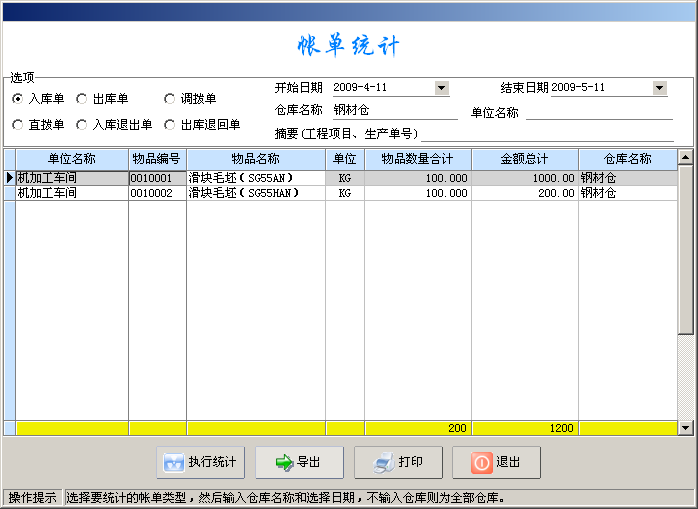 帐单统计
选项
入库单 出库单 调拨单
直拨单 入库退出单 出库退回单
开始日期 2009-4-11 结束日期 2009-5-11
仓库名称 钢材仓 单位名称
摘要(工程项目、生产单号)
单位名称 物品编号 物品名称 单位 物品数量合计 金额总计 仓库名称
机加工车间 0010001 滑块毛坯(SG55AN) KG 100.000 1000.00 钢材仓
机加工车间 0010002 滑块毛坯(SG55HAN) KG 100.000 200.00 钢材仓
200 1200
执行统计 导出 打印 退出
操作提示 选择要统计的帐单类型，然后输入仓库名称和选择日期，不输入仓库则为全部仓库。